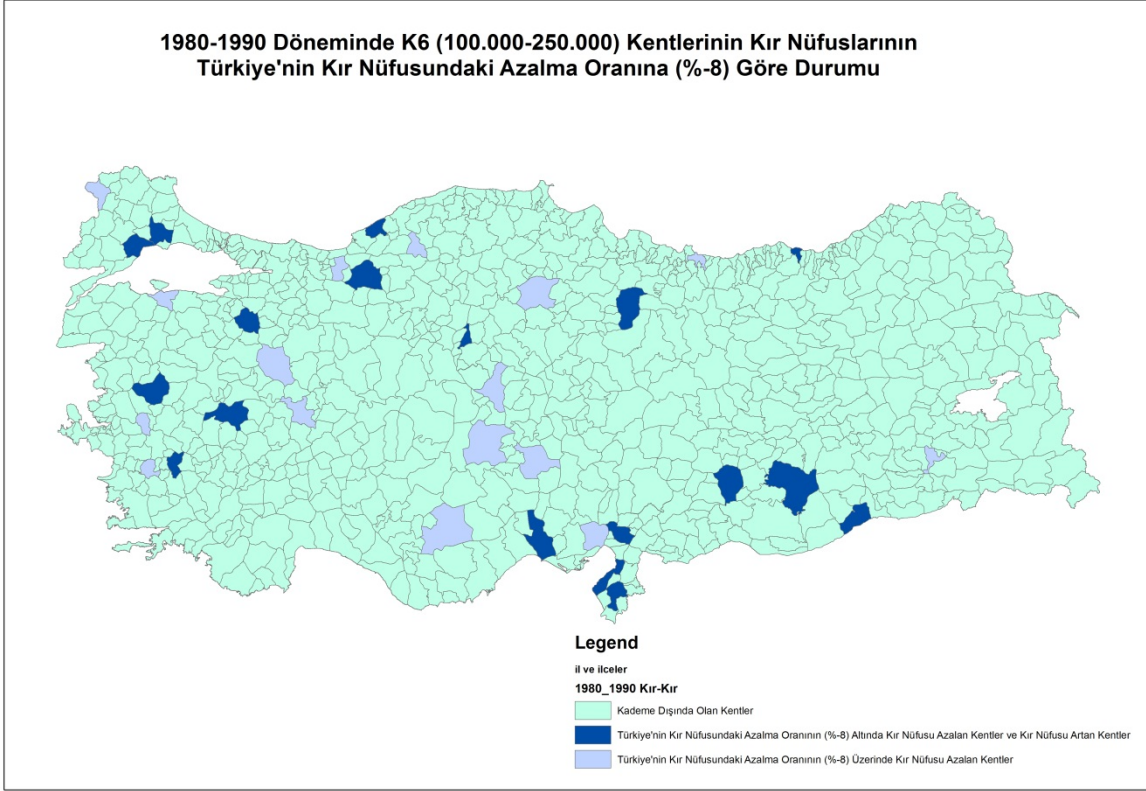 1980-1990 Döneminde K6 (100.000-250.000) Kentlerinin Kır Nüfuslarının
Türkiye'nin Kır Nüfusundaki Azalma Oranına (%-8) Göre Durumu
Legend
il ve ilceler
1980_1990 Kır-Kır
Kademe Dışında Olan Kentler
Türkiye'nin Kır Nüfusundaki Azalma Oranının (%-8) Altında Kır Nüfusu Azalan Kentler ve Kır Nüfusu Artan Kentler
Türkiye'nin Kır Nüfusundaki Azalma Oranının (%-8) Üzerinde Kır Nüfusu Azalan Kentler